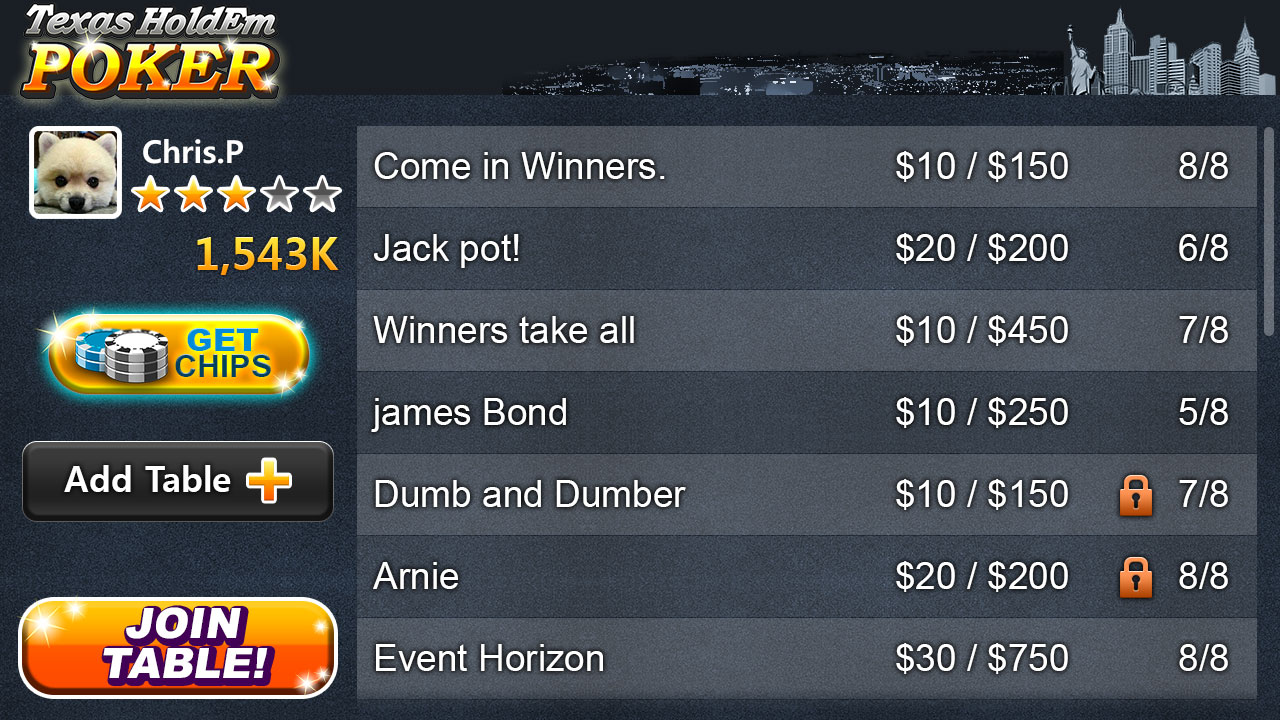 Texas HoldEm
POKER
Chris.P
1,543K
GET
CHIPS
Add Table
JOIN
TABLE!
Come in Winners. $10 / $150 8/8
Jack pot! $20 / $200 6/8
Winners take all $10 / $450 7/8
james Bond $10 / $250 5/8
Dumb and Dumber $10 / $150 7/8
Arnie $20 / $200 8/8
Event Horizon $30 / $750 8/8